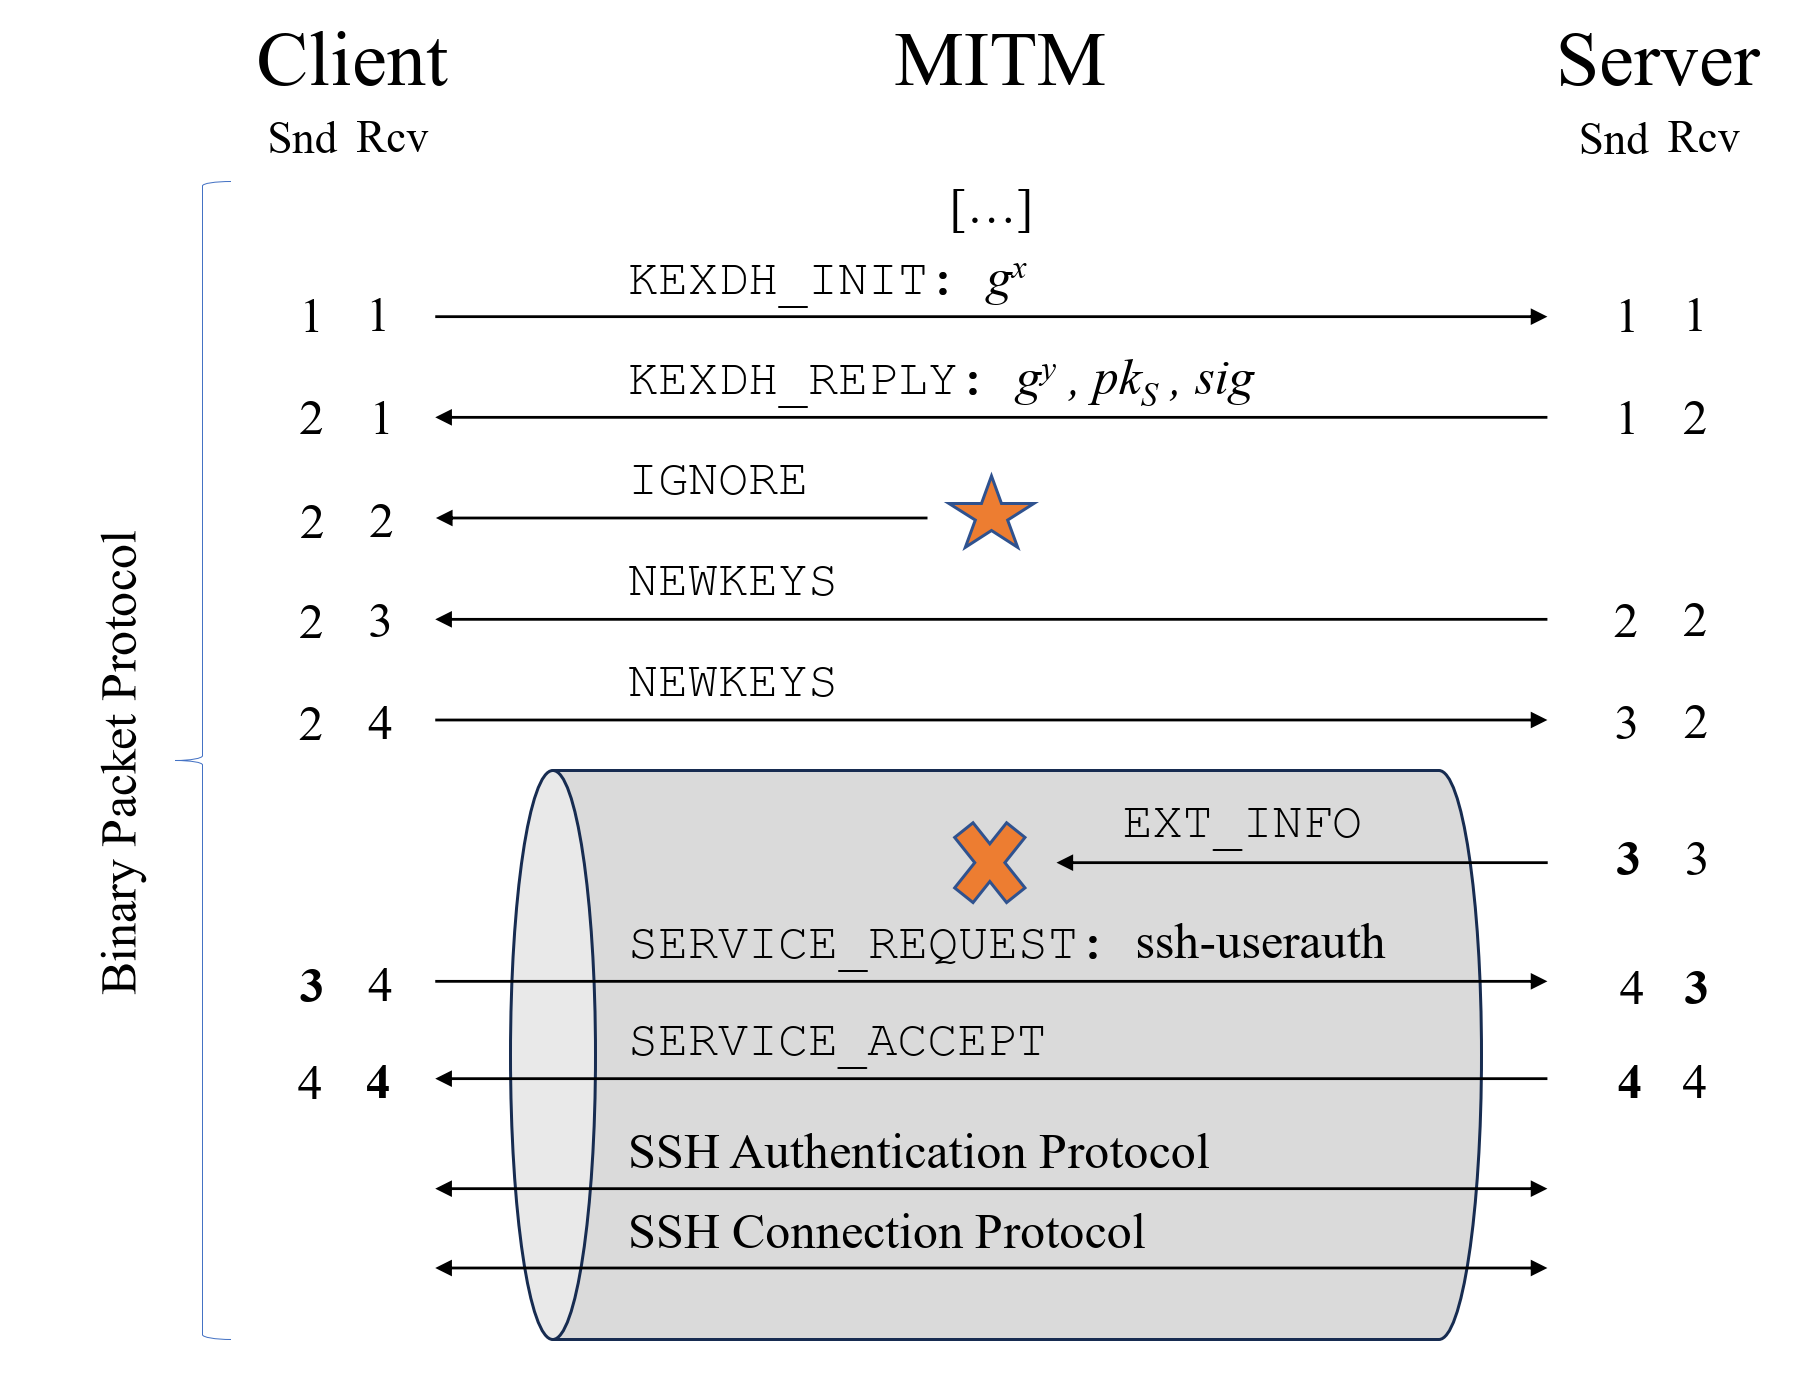 Client MITM Server
Snd Rcv Snd Rcv
[…]
KEXDH_INIT: gˣ
1 1 1 1
KEXDH_REPLY: gʸ , pk_S , sig
2 1 1 2
IGNORE
2 2
NEWKEYS
2 3 2 2
NEWKEYS
2 4 3 2
EXT_INFO
3 3
SERVICE_REQUEST: ssh-userauth
3 4 4 3
SERVICE_ACCEPT
4 4 4 4
SSH Authentication Protocol
SSH Connection Protocol
Binary Packet Protocol